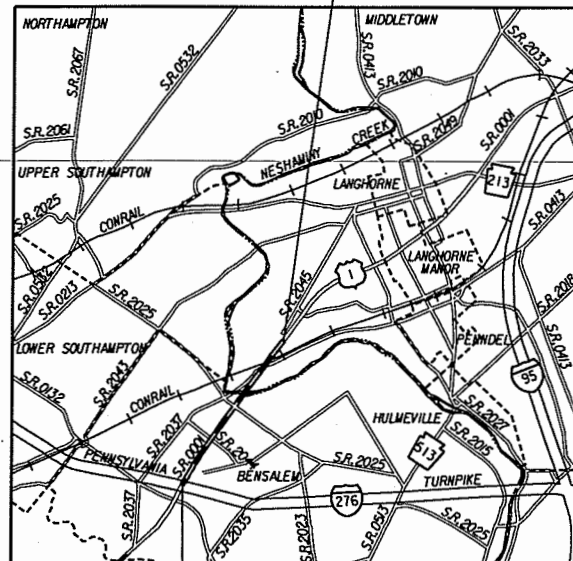 NORTHAMPTON
MIDDLETOWN
S.R.2067
S.R.0532
S.R.0413
S.R.2010
S.R.2033
S.R.2061
S.R.2010
S.R.2049
S.R.0001
NESHAMINY CREEK
UPPER SOUTHAMPTON
LANGHORNE
213
S.R.2025
CONRAIL
S.R.0413
LANGHORNE
MANOR
S.R.0213
S.R.2045
1
S.R.2018
S.R.2025
LOWER SOUTHAMPTON
PENNDEL
S.R.2043
95
S.R.0413
S.R.0132
CONRAIL
S.R.2037
S.R.0001
HULMEVILLE
S.R.2027
513
S.R.2015
PENNSYLVANIA
BENSALEM
S.R.2025
TURNPIKE
276
S.R.2037
S.R.2035
S.R.2023
S.R.0513
S.R.2025